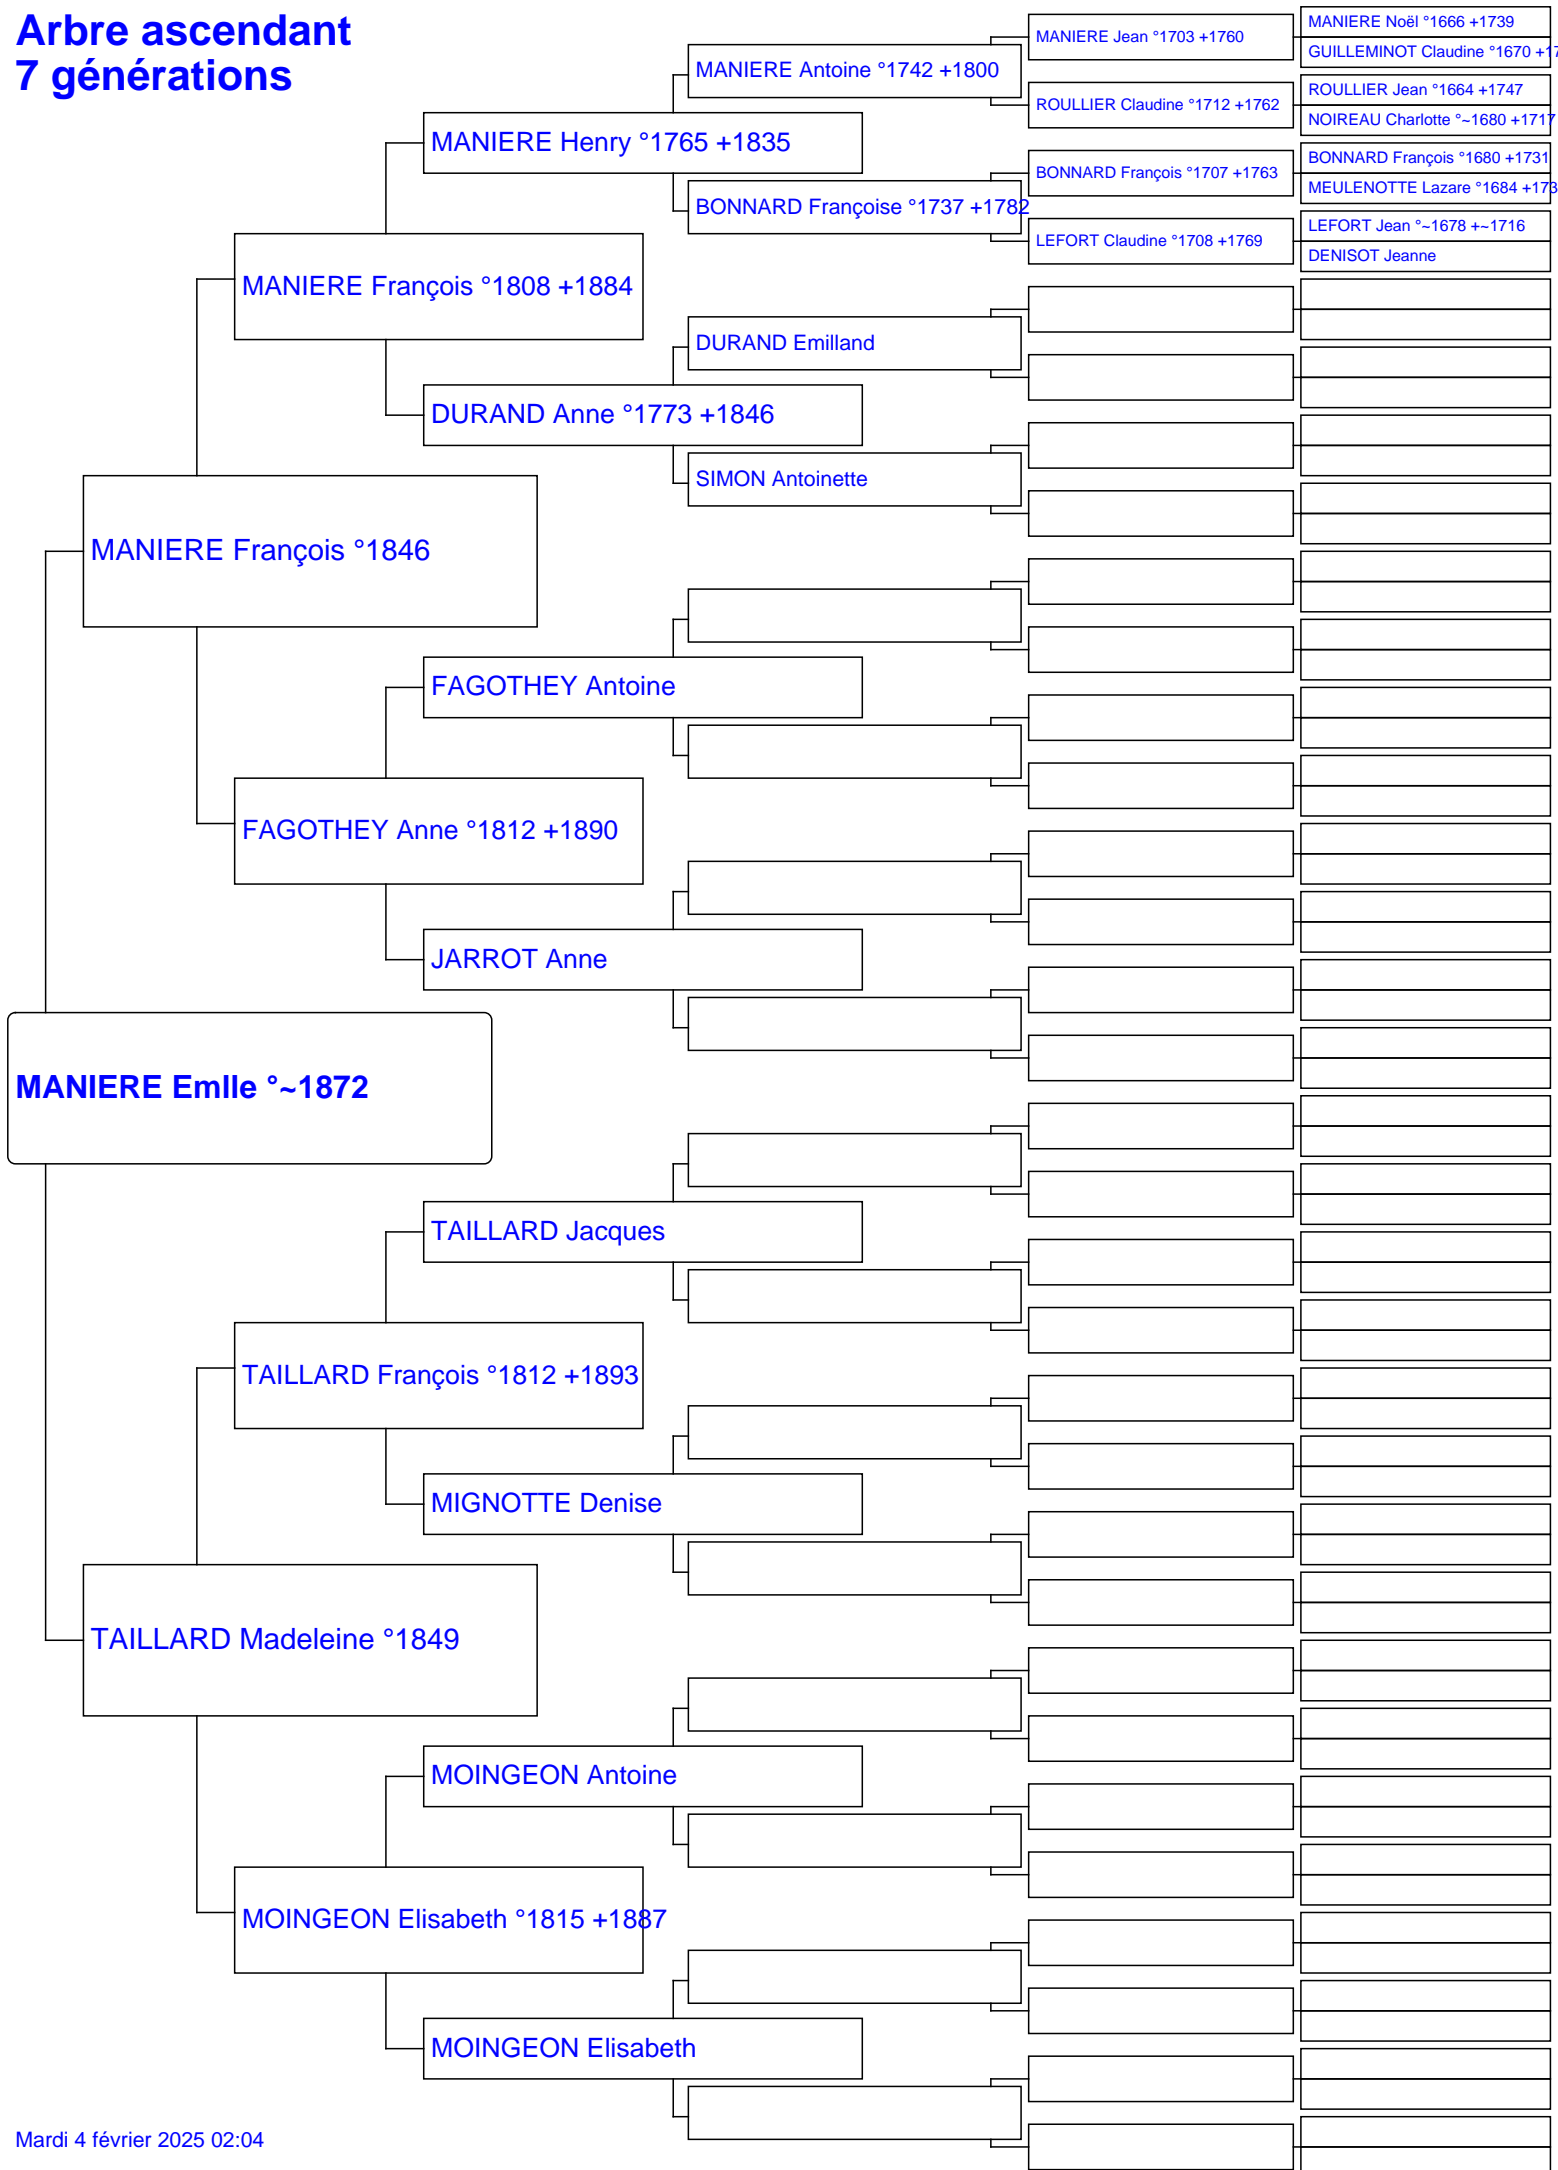 Arbre ascendant
7 générations
MANIERE Noël °1666 +1739
MANIERE Jean °1703 +1760
GUILLEMINOT Claudine °1670 +17
MANIERE Antoine °1742 +1800
ROULLIER Jean °1664 +1747
ROULLIER Claudine °1712 +1762
NOIREAU Charlotte °~1680 +1717
MANIERE Henry °1765 +1835
BONNARD François °1680 +1731
BONNARD François °1707 +1763
MEULENOTTE Lazare °1684 +173
BONNARD Françoise °1737 +1782
LEFORT Jean °~1678 +~1716
LEFORT Claudine °1708 +1769
DENISOT Jeanne
MANIERE François °1808 +1884
DURAND Emilland
DURAND Anne °1773 +1846
SIMON Antoinette
MANIERE François °1846
FAGOTHEY Antoine
FAGOTHEY Anne °1812 +1890
JARROT Anne
MANIERE EmIle °~1872
TAILLARD Jacques
TAILLARD François °1812 +1893
MIGNOTTE Denise
TAILLARD Madeleine °1849
MOINGEON Antoine
MOINGEON Elisabeth °1815 +1887
MOINGEON Elisabeth
Mardi 4 février 2025 02:04